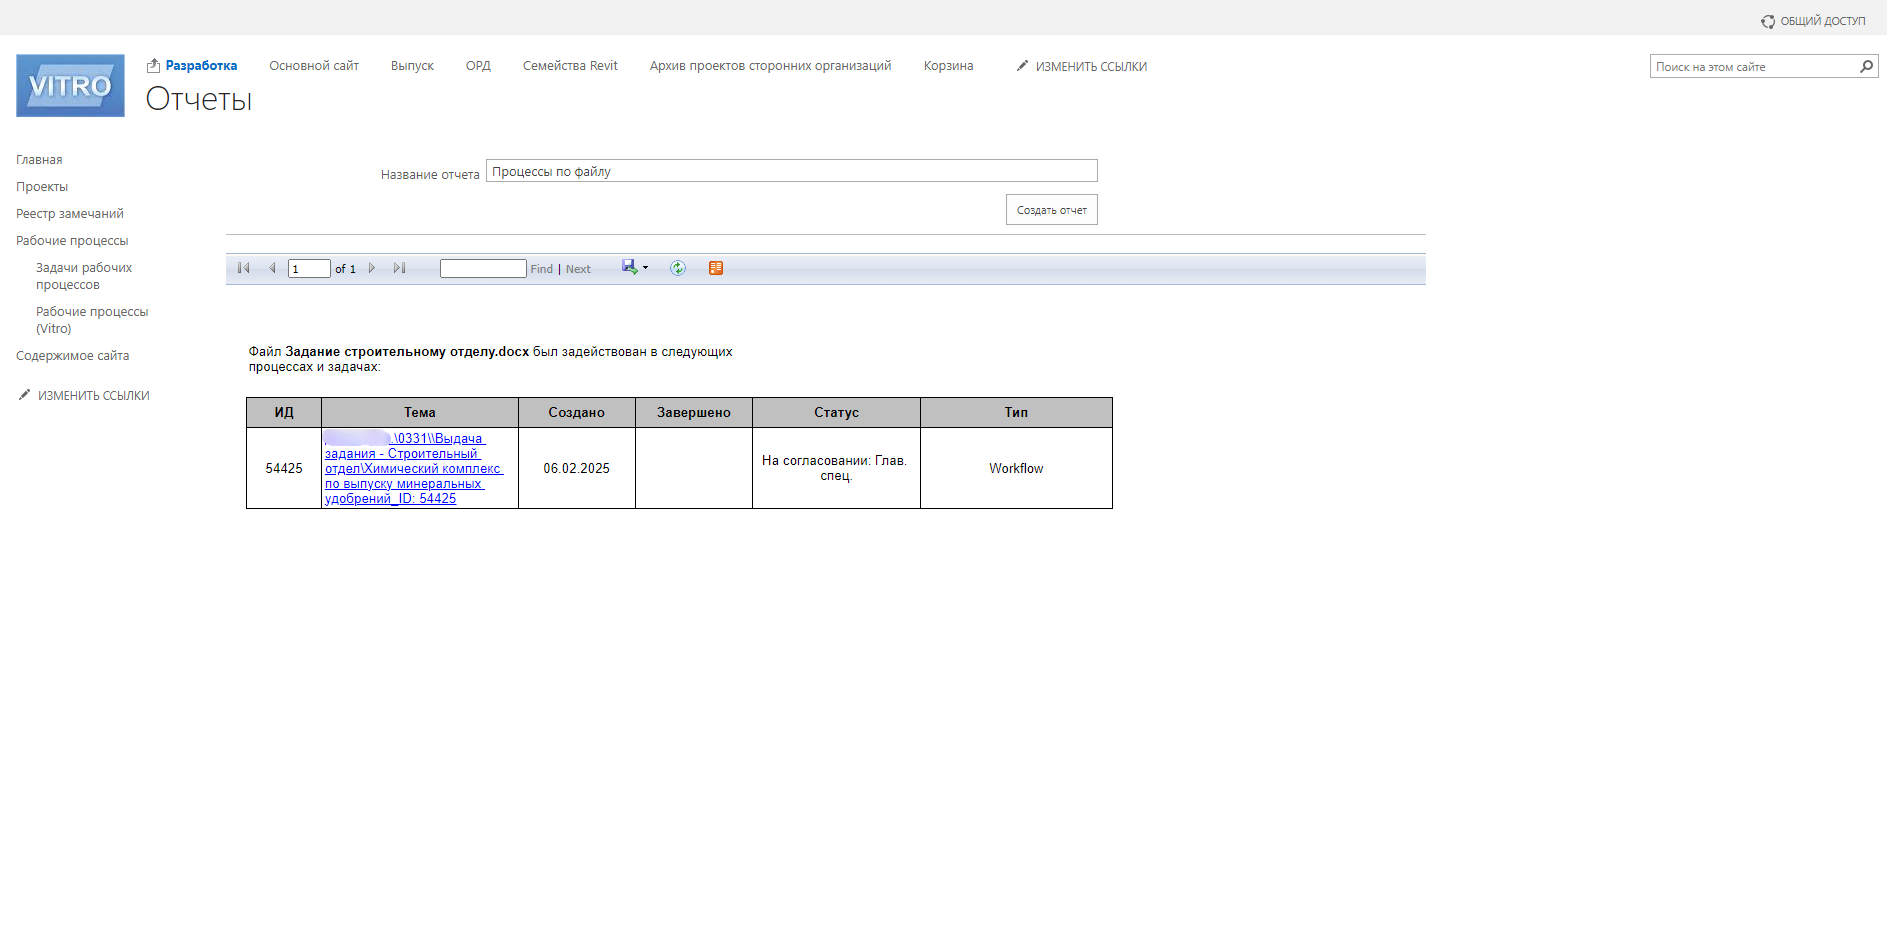 ОБЩИЙ ДОСТУП
VITRO
Разработка Основной сайт Выпуск ОРД Семейства Revit Архив проектов сторонних организаций Корзина ИЗМЕНИТЬ ССЫЛКИ
Поиск на этом сайте
Отчеты
Главная
Проекты
Реестр замечаний
Рабочие процессы
Задачи рабочих
процессов
Рабочие процессы
(Vitro)
Содержимое сайта
ИЗМЕНИТЬ ССЫЛКИ
Название отчета Процессы по файлу
Создать отчет
1 of 1 Find | Next
Файл Задание строительному отделу.docx был задействован в следующих
процессах и задачах:
ИД Тема Создано Завершено Статус Тип
54425
.\0331\\Выдача
задания - Строительный
отдел\Химический комплекс
по выпуску минеральных
удобрений_ID: 54425
06.02.2025
На согласовании: Глав.
спец.
Workflow